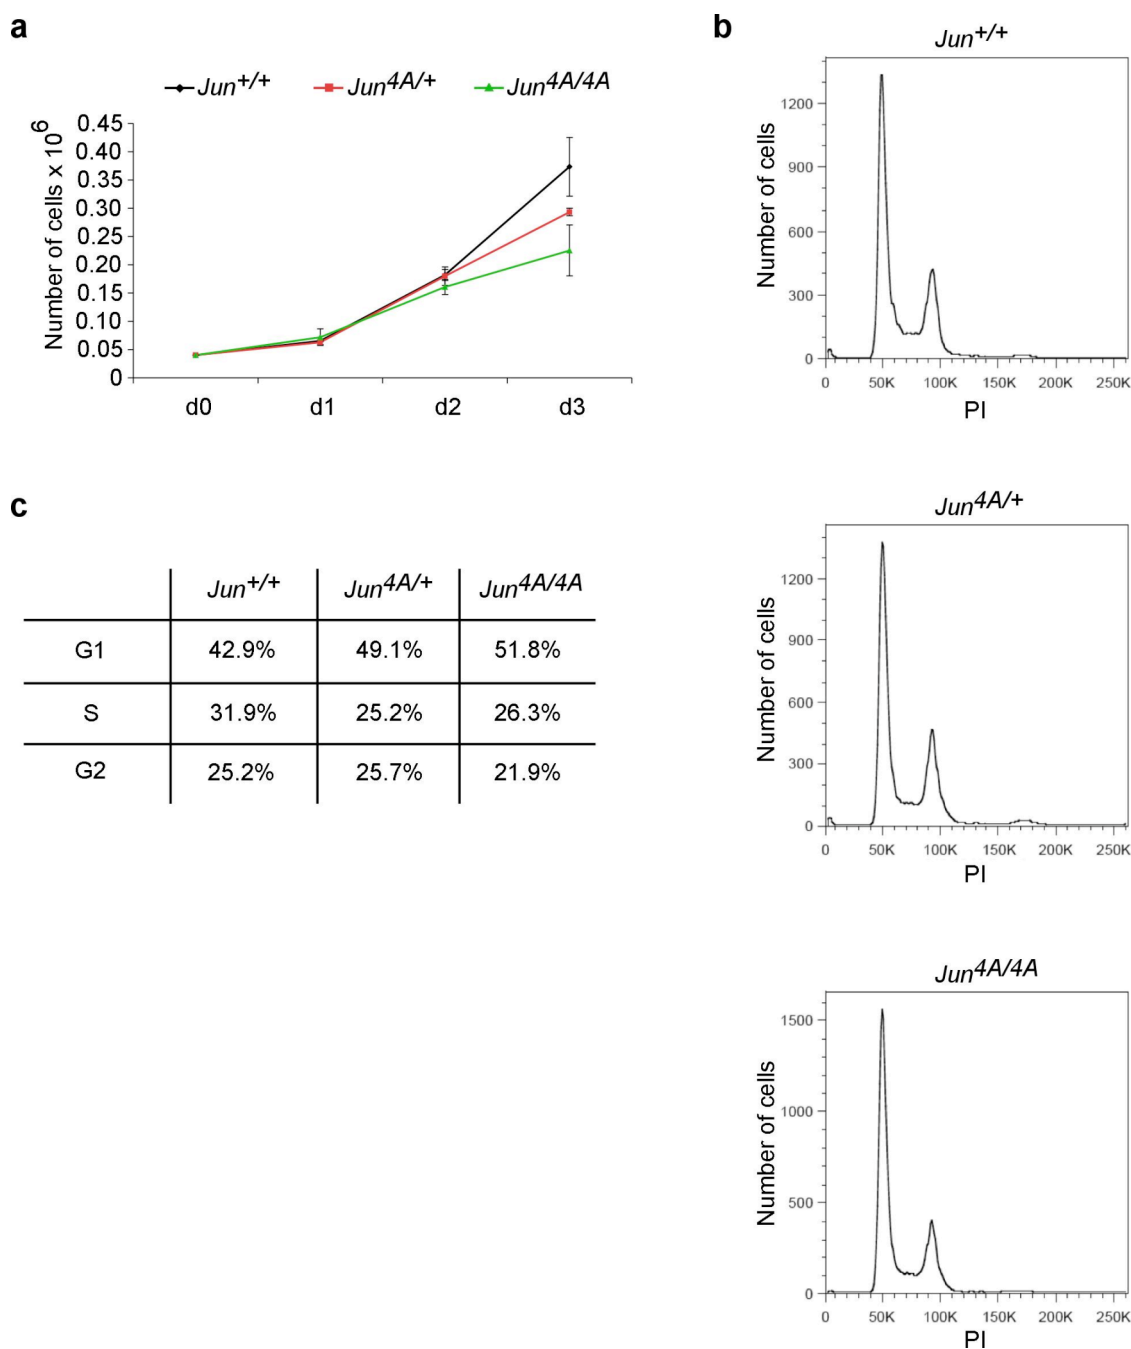 a
Jun+/+ Jun4A/+ Jun4A/4A
Number of cells x 10^6
0.45
0.40
0.35
0.30
0.25
0.20
0.15
0.10
0.05
0
d0 d1 d2 d3
b
Jun+/+
Number of cells
1200
900
600
300
0
0 50K 100K 150K 200K 250K
PI
Jun4A/+
Number of cells
1200
900
600
300
0
0 50K 100K 150K 200K 250K
PI
Jun4A/4A
Number of cells
1500
1000
500
0
0 50K 100K 150K 200K 250K
PI
c
Jun+/+ Jun4A/+ Jun4A/4A
G1 42.9% 49.1% 51.8%
S 31.9% 25.2% 26.3%
G2 25.2% 25.7% 21.9%